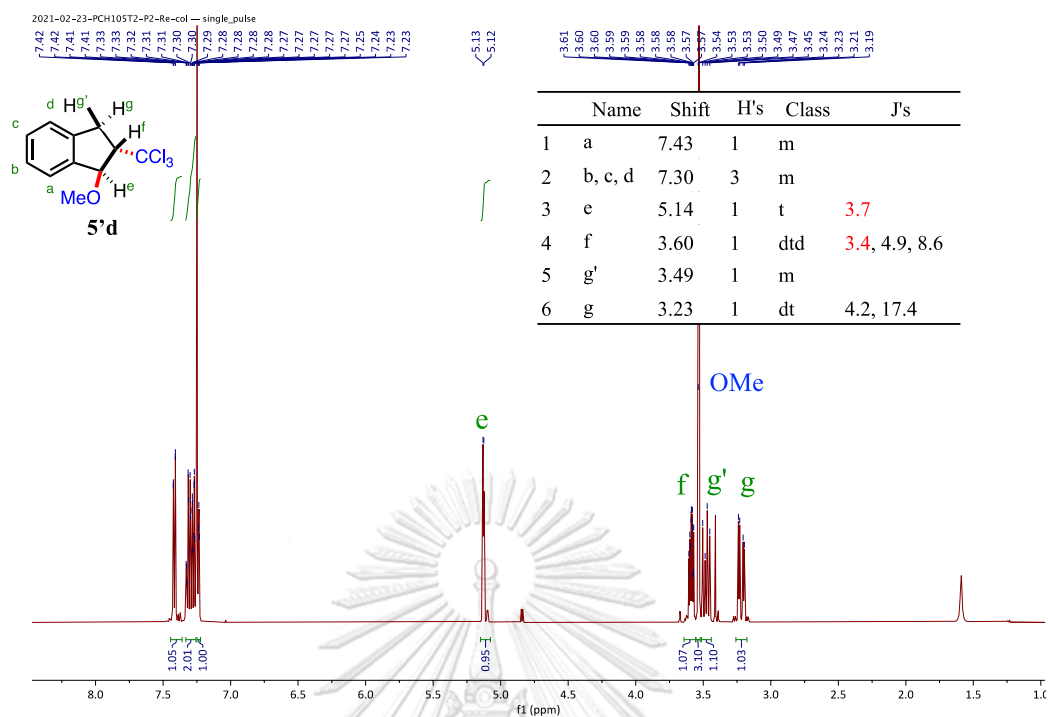 2021-02-23-PCH105T2-P2-Re-col — single_pulse
7.42 7.42 7.41 7.41 7.33 7.33 7.32 7.31 7.31 7.30 7.30 7.29 7.28 7.28 7.28 7.28 7.27 7.27 7.27 7.27 7.25 7.24 7.23 7.23 5.13 5.12 3.61 3.60 3.60 3.59 3.59 3.58 3.58 3.58 3.57 3.57 3.54 3.53 3.53 3.50 3.49 3.47 3.45 3.24 3.23 3.21 3.19
d Hg' Hg
c Hf
CCl3
b
a He
MeO
5’d
Name Shift H's Class J's
1 a 7.43 1 m
2 b, c, d 7.30 3 m
3 e 5.14 1 t 3.7
4 f 3.60 1 dtd 3.4, 4.9, 8.6
5 g' 3.49 1 m
6 g 3.23 1 dt 4.2, 17.4
OMe
e
f g' g
1.05 2.01 1.00 0.95 1.07 3.10 1.10 1.03
8.0 7.5 7.0 6.5 6.0 5.5 5.0 4.5 4.0 3.5 3.0 2.5 2.0 1.5 1.0
f1 (ppm)